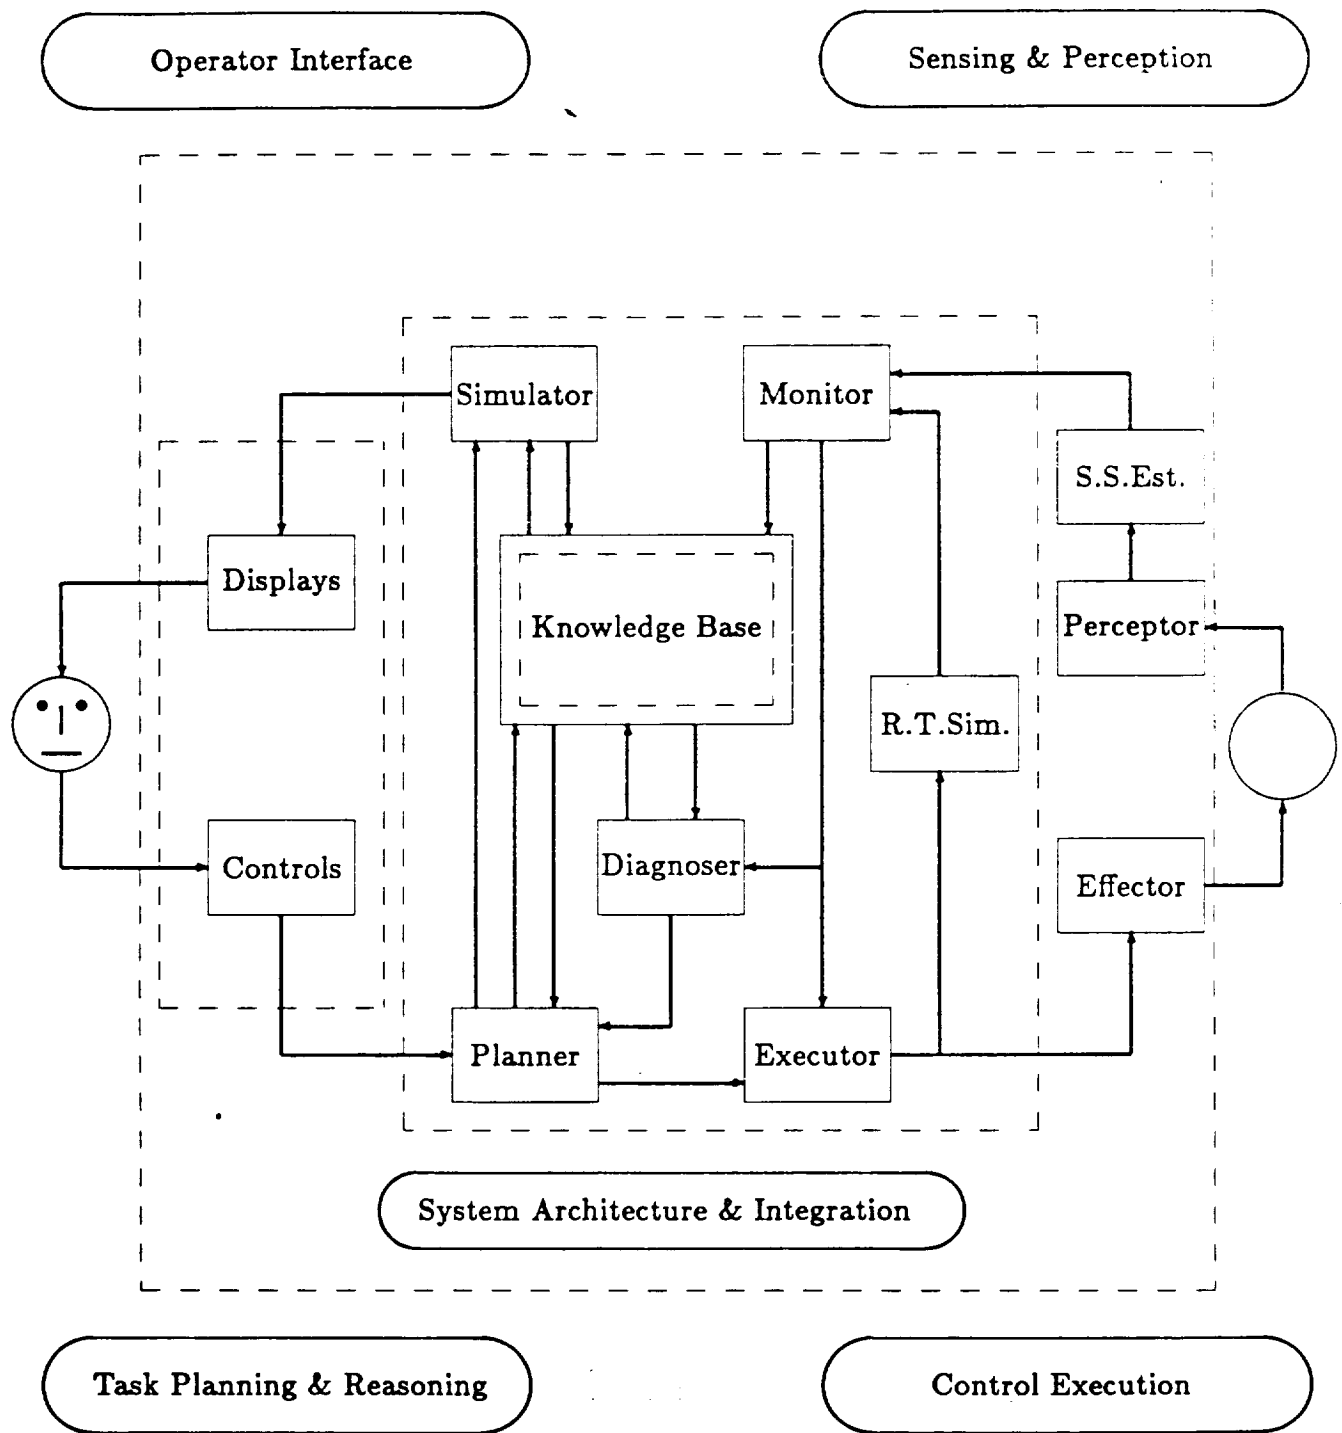 Operator Interface
Sensing & Perception
Simulator
Monitor
S.S.Est.
Displays
Knowledge Base
Perceptor
R.T.Sim.
Controls
Diagnoser
Effector
Planner
Executor
System Architecture & Integration
Task Planning & Reasoning
Control Execution